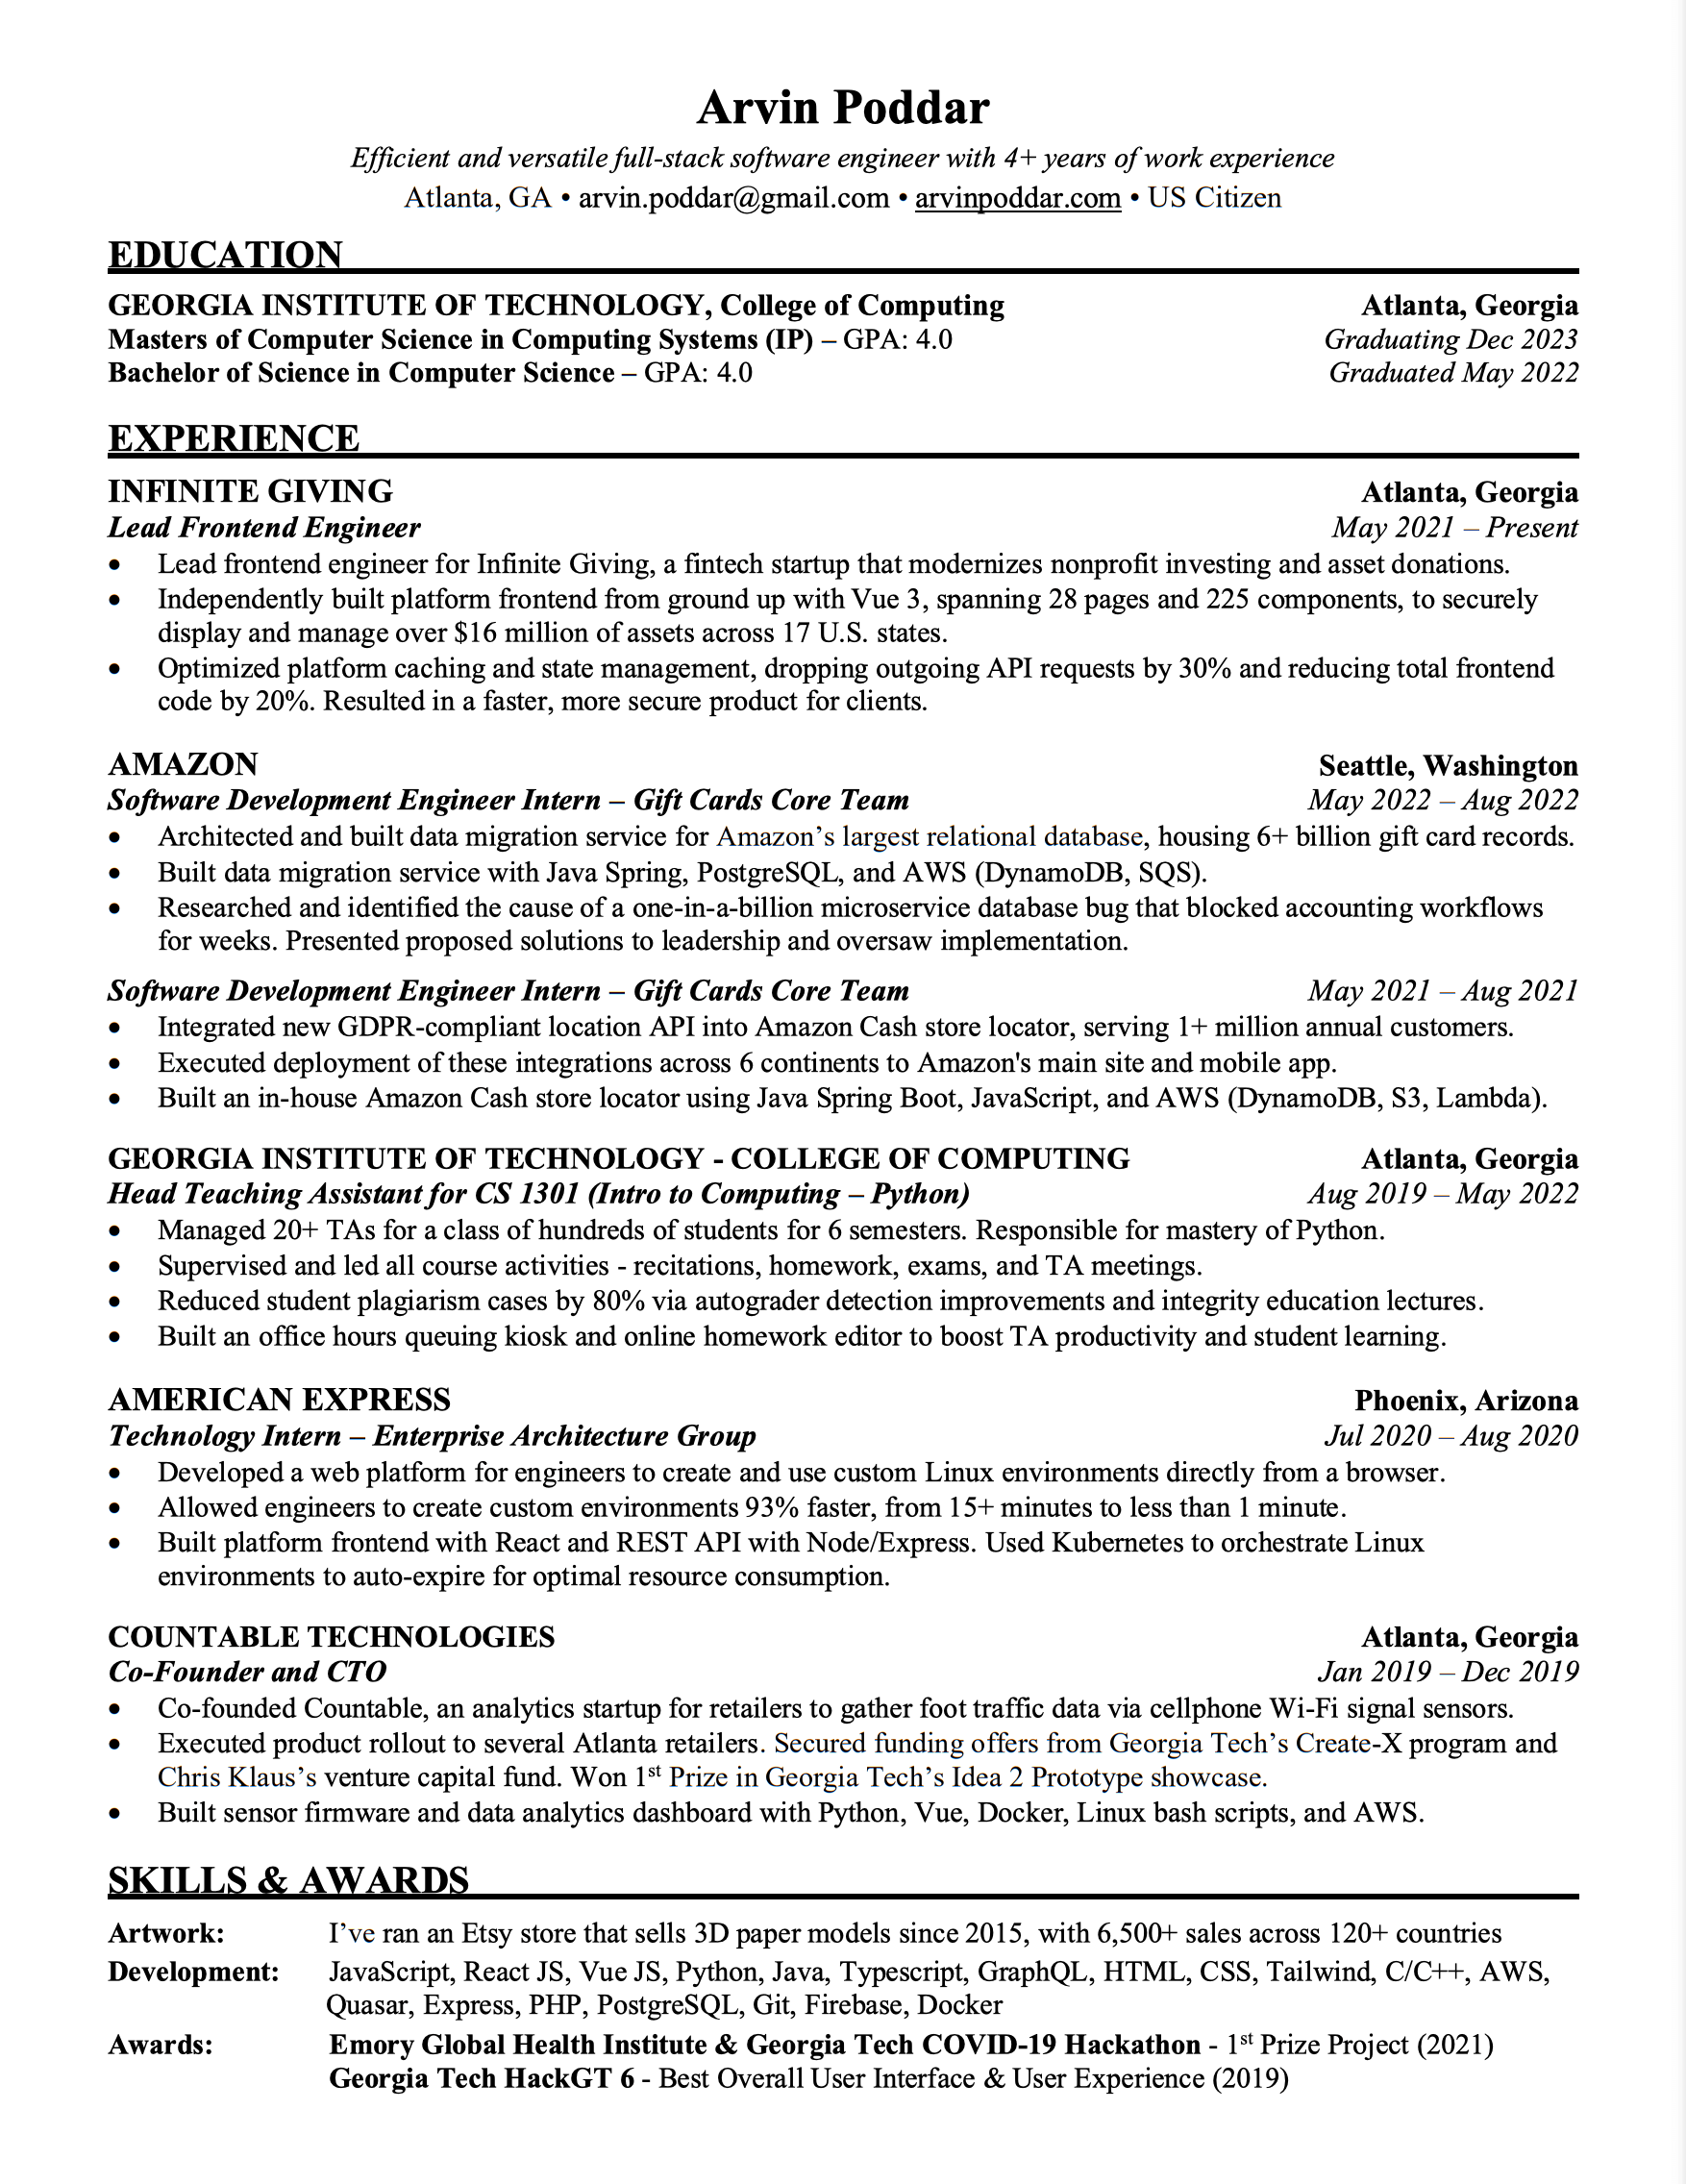 Arvin Poddar
Efficient and versatile full-stack software engineer with 4+ years of work experience
Atlanta, GA • arvin.poddar@gmail.com • arvinpoddar.com • US Citizen
EDUCATION
GEORGIA INSTITUTE OF TECHNOLOGY, College of Computing Atlanta, Georgia
Masters of Computer Science in Computing Systems (IP) – GPA: 4.0 Graduating Dec 2023
Bachelor of Science in Computer Science – GPA: 4.0 Graduated May 2022
EXPERIENCE
INFINITE GIVING Atlanta, Georgia
Lead Frontend Engineer May 2021 – Present
• Lead frontend engineer for Infinite Giving, a fintech startup that modernizes nonprofit investing and asset donations.
• Independently built platform frontend from ground up with Vue 3, spanning 28 pages and 225 components, to securely
display and manage over $16 million of assets across 17 U.S. states.
• Optimized platform caching and state management, dropping outgoing API requests by 30% and reducing total frontend
code by 20%. Resulted in a faster, more secure product for clients.
AMAZON Seattle, Washington
Software Development Engineer Intern – Gift Cards Core Team May 2022 – Aug 2022
• Architected and built data migration service for Amazon’s largest relational database, housing 6+ billion gift card records.
• Built data migration service with Java Spring, PostgreSQL, and AWS (DynamoDB, SQS).
• Researched and identified the cause of a one-in-a-billion microservice database bug that blocked accounting workflows
for weeks. Presented proposed solutions to leadership and oversaw implementation.
Software Development Engineer Intern – Gift Cards Core Team May 2021 – Aug 2021
• Integrated new GDPR-compliant location API into Amazon Cash store locator, serving 1+ million annual customers.
• Executed deployment of these integrations across 6 continents to Amazon's main site and mobile app.
• Built an in-house Amazon Cash store locator using Java Spring Boot, JavaScript, and AWS (DynamoDB, S3, Lambda).
GEORGIA INSTITUTE OF TECHNOLOGY - COLLEGE OF COMPUTING Atlanta, Georgia
Head Teaching Assistant for CS 1301 (Intro to Computing – Python) Aug 2019 – May 2022
• Managed 20+ TAs for a class of hundreds of students for 6 semesters. Responsible for mastery of Python.
• Supervised and led all course activities - recitations, homework, exams, and TA meetings.
• Reduced student plagiarism cases by 80% via autograder detection improvements and integrity education lectures.
• Built an office hours queuing kiosk and online homework editor to boost TA productivity and student learning.
AMERICAN EXPRESS Phoenix, Arizona
Technology Intern – Enterprise Architecture Group Jul 2020 – Aug 2020
• Developed a web platform for engineers to create and use custom Linux environments directly from a browser.
• Allowed engineers to create custom environments 93% faster, from 15+ minutes to less than 1 minute.
• Built platform frontend with React and REST API with Node/Express. Used Kubernetes to orchestrate Linux
environments to auto-expire for optimal resource consumption.
COUNTABLE TECHNOLOGIES Atlanta, Georgia
Co-Founder and CTO Jan 2019 – Dec 2019
• Co-founded Countable, an analytics startup for retailers to gather foot traffic data via cellphone Wi-Fi signal sensors.
• Executed product rollout to several Atlanta retailers. Secured funding offers from Georgia Tech’s Create-X program and
Chris Klaus’s venture capital fund. Won 1st Prize in Georgia Tech’s Idea 2 Prototype showcase.
• Built sensor firmware and data analytics dashboard with Python, Vue, Docker, Linux bash scripts, and AWS.
SKILLS & AWARDS
Artwork: I’ve ran an Etsy store that sells 3D paper models since 2015, with 6,500+ sales across 120+ countries
Development: JavaScript, React JS, Vue JS, Python, Java, Typescript, GraphQL, HTML, CSS, Tailwind, C/C++, AWS,
Quasar, Express, PHP, PostgreSQL, Git, Firebase, Docker
Awards: Emory Global Health Institute & Georgia Tech COVID-19 Hackathon - 1st Prize Project (2021)
Georgia Tech HackGT 6 - Best Overall User Interface & User Experience (2019)